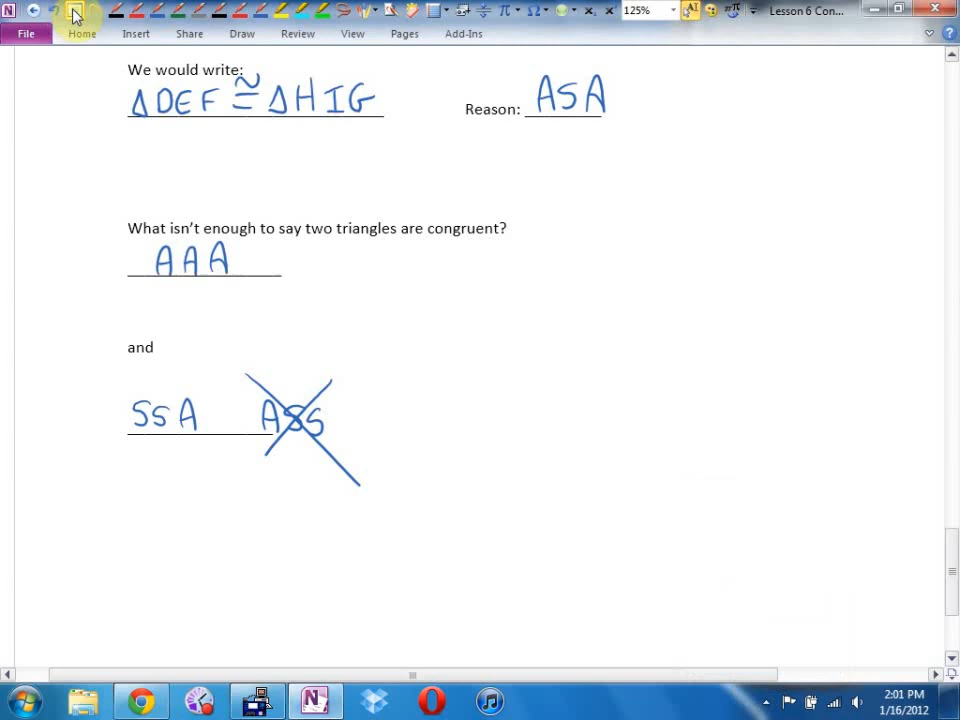 125% Lesson 6 Con...
File Home Insert Share Draw Review View Pages Add-Ins
We would write:
ΔDEF ≅ ΔHIG Reason: ASA
What isn't enough to say two triangles are congruent?
AAA
and
SSA ASS
2:01 PM
1/16/2012